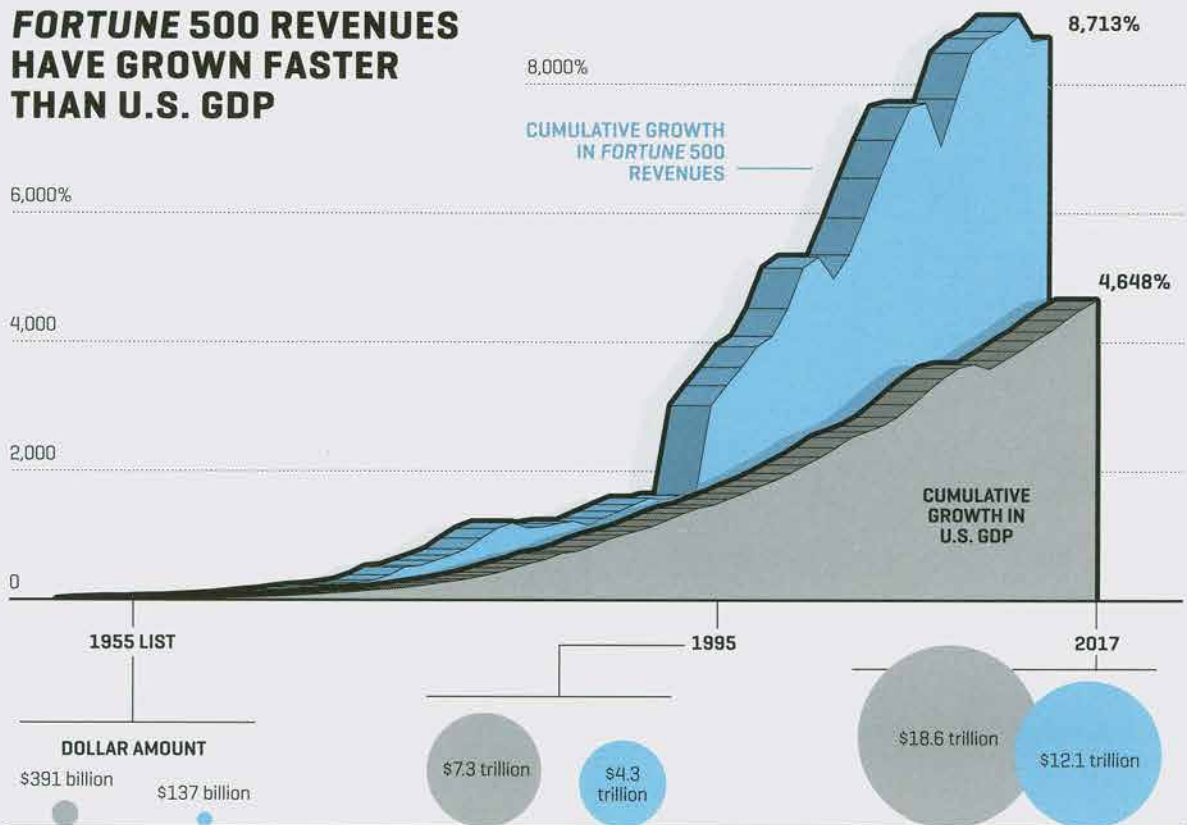 FORTUNE 500 REVENUES
HAVE GROWN FASTER
THAN U.S. GDP
8,713%
8,000%
CUMULATIVE GROWTH
IN FORTUNE 500
REVENUES
6,000%
4,648%
4,000
2,000
CUMULATIVE
GROWTH IN
U.S. GDP
0
1955 LIST
1995
2017
DOLLAR AMOUNT
$391 billion
$137 billion
$7.3 trillion
$4.3
trillion
$18.6 trillion
$12.1 trillion